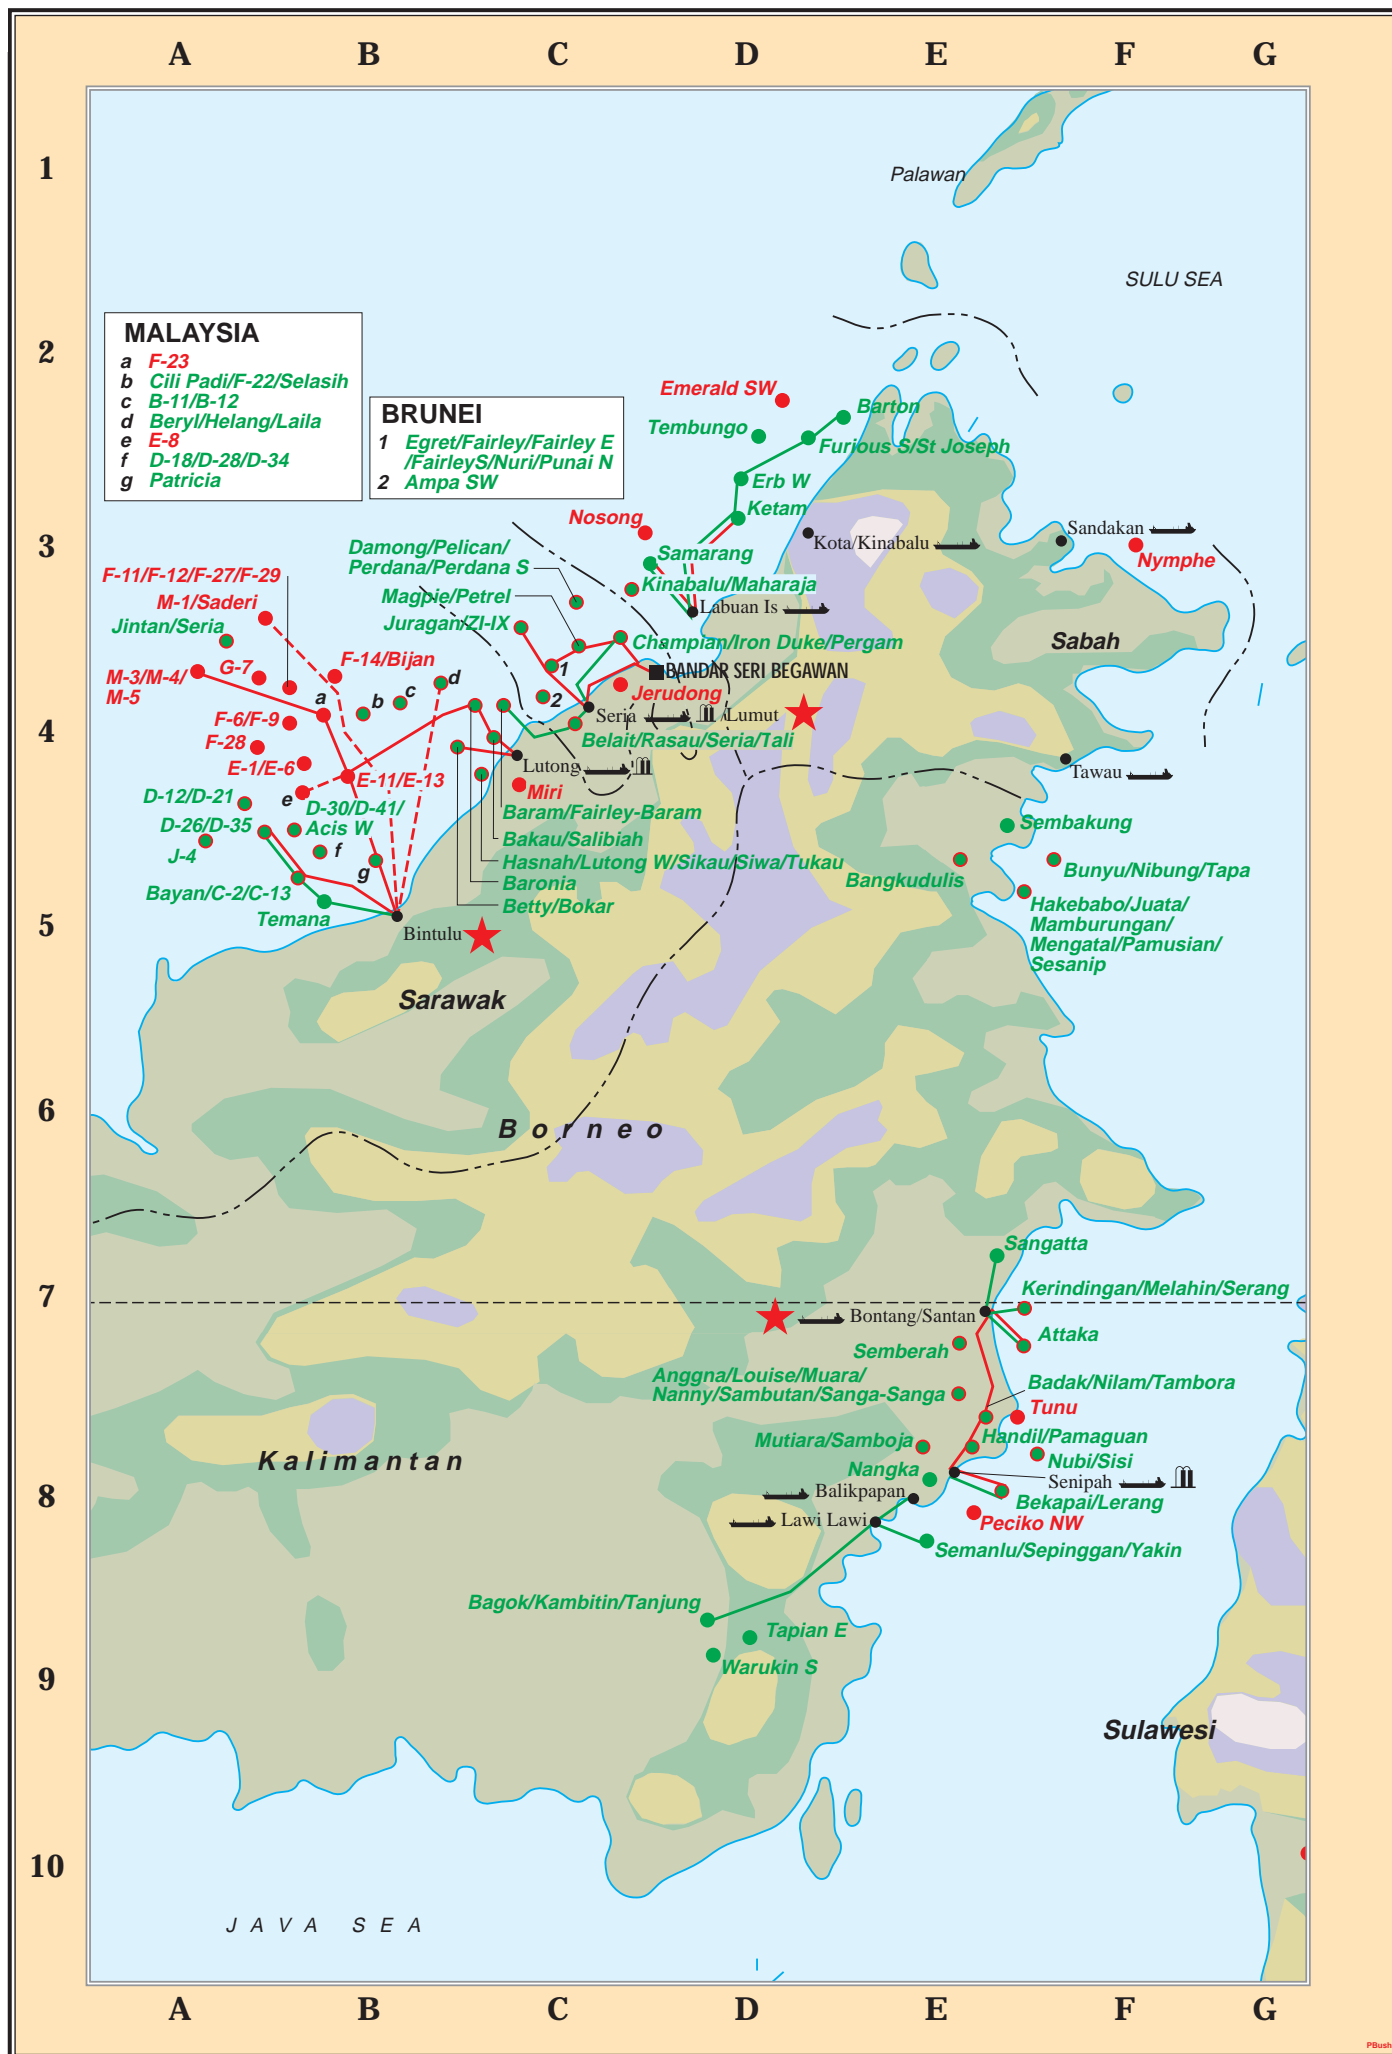 A B C D E F G
1
Palawan
SULU SEA
2
MALAYSIA
a F-23
b Cili Padi/F-22/Selasih
c B-11/B-12
d Beryl/Helang/Laila
e E-8
f D-18/D-28/D-34
g Patricia
BRUNEI
1 Egret/Fairley/Fairley E
/FairleyS/Nuri/Punai N
2 Ampa SW
Emerald SW
Barton
Tembungo
Furious S/St Joseph
Erb W
Ketam
3
Nosong
Sandakan
Kota/Kinabalu
Nymphe
Damong/Pelican/
Perdana/Perdana S
Samarang
Kinabalu/Maharaja
F-11/F-12/F-27/F-29
Magpie/Petrel
M-1/Saderi
Labuan Is
Jintan/Seria
Juragan/ZI-IX
Champian/Iron Duke/Pergam
Sabah
M-3/M-4/
M-5
G-7
F-14/Bijan
1
BANDAR SERI BEGAWAN
a
b
c
d
2
Jerudong
4
F-6/F-9
Seria
Lumut
F-28
Belait/Rasau/Seria/Tali
E-1/E-6
E-11/E-13
Lutong
Tawau
Miri
e
D-12/D-21
D-30/D-41/
Acis W
Baram/Fairley-Baram
D-26/D-35
Sembakung
Bakau/Salibiah
J-4
f
Hasnah/Lutong W/Sikau/Siwa/Tukau
g
Bangkudulis
Bunyu/Nibung/Tapa
Baronia
Bayan/C-2/C-13
Betty/Bokar
Temana
Hakebabo/Juata/
Mamburungan/
Mengatal/Pamusian/
Sesanip
5
Bintulu
Sarawak
6
Borneo
Sangatta
7
Kerindingan/Melahin/Serang
Bontang/Santan
Attaka
Semberah
Anggna/Louise/Muara/
Nanny/Sambutan/Sanga-Sanga
Badak/Nilam/Tambora
Tunu
Mutiara/Samboja
Handil/Pamaguan
Kalimantan
Nubi/Sisi
Nangka
Senipah
8
Balikpapan
Bekapai/Lerang
Lawi Lawi
Peciko NW
Semanlu/Sepinggan/Yakin
Bagok/Kambitin/Tanjung
Tapian E
Warukin S
9
Sulawesi
10
JAVA SEA
A B C D E F G
PBush